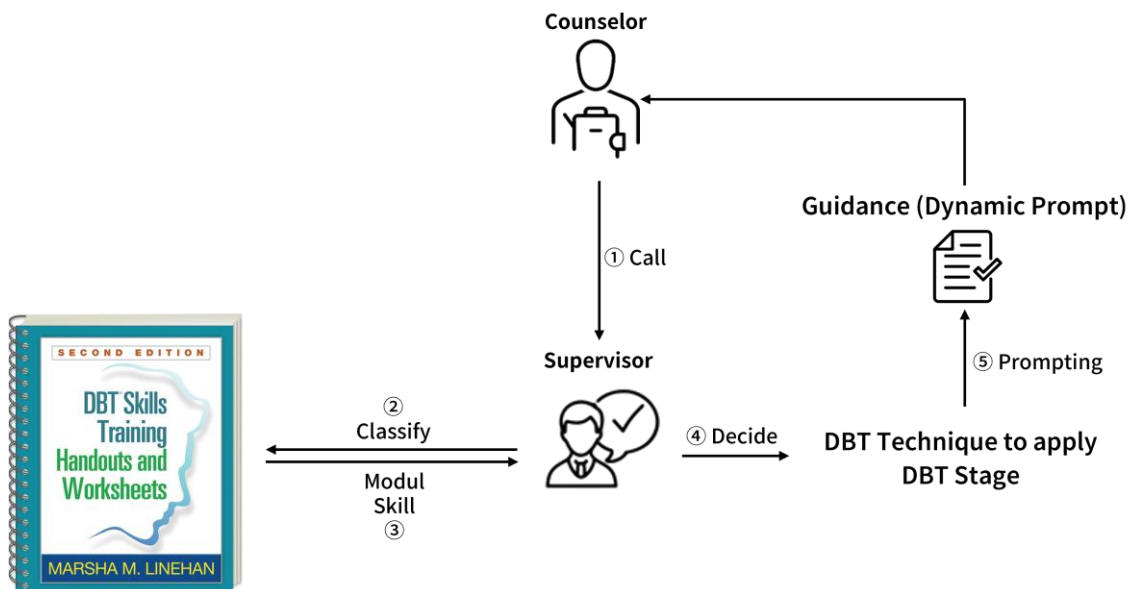 Counselor
Guidance (Dynamic Prompt)
① Call
Supervisor
⑤ Prompting
②
Classify
④ Decide
DBT Technique to apply
DBT Stage
Modul
Skill
③
SECOND EDITION
DBT Skills
Training
Handouts and
Worksheets
MARSHA M. LINEHAN